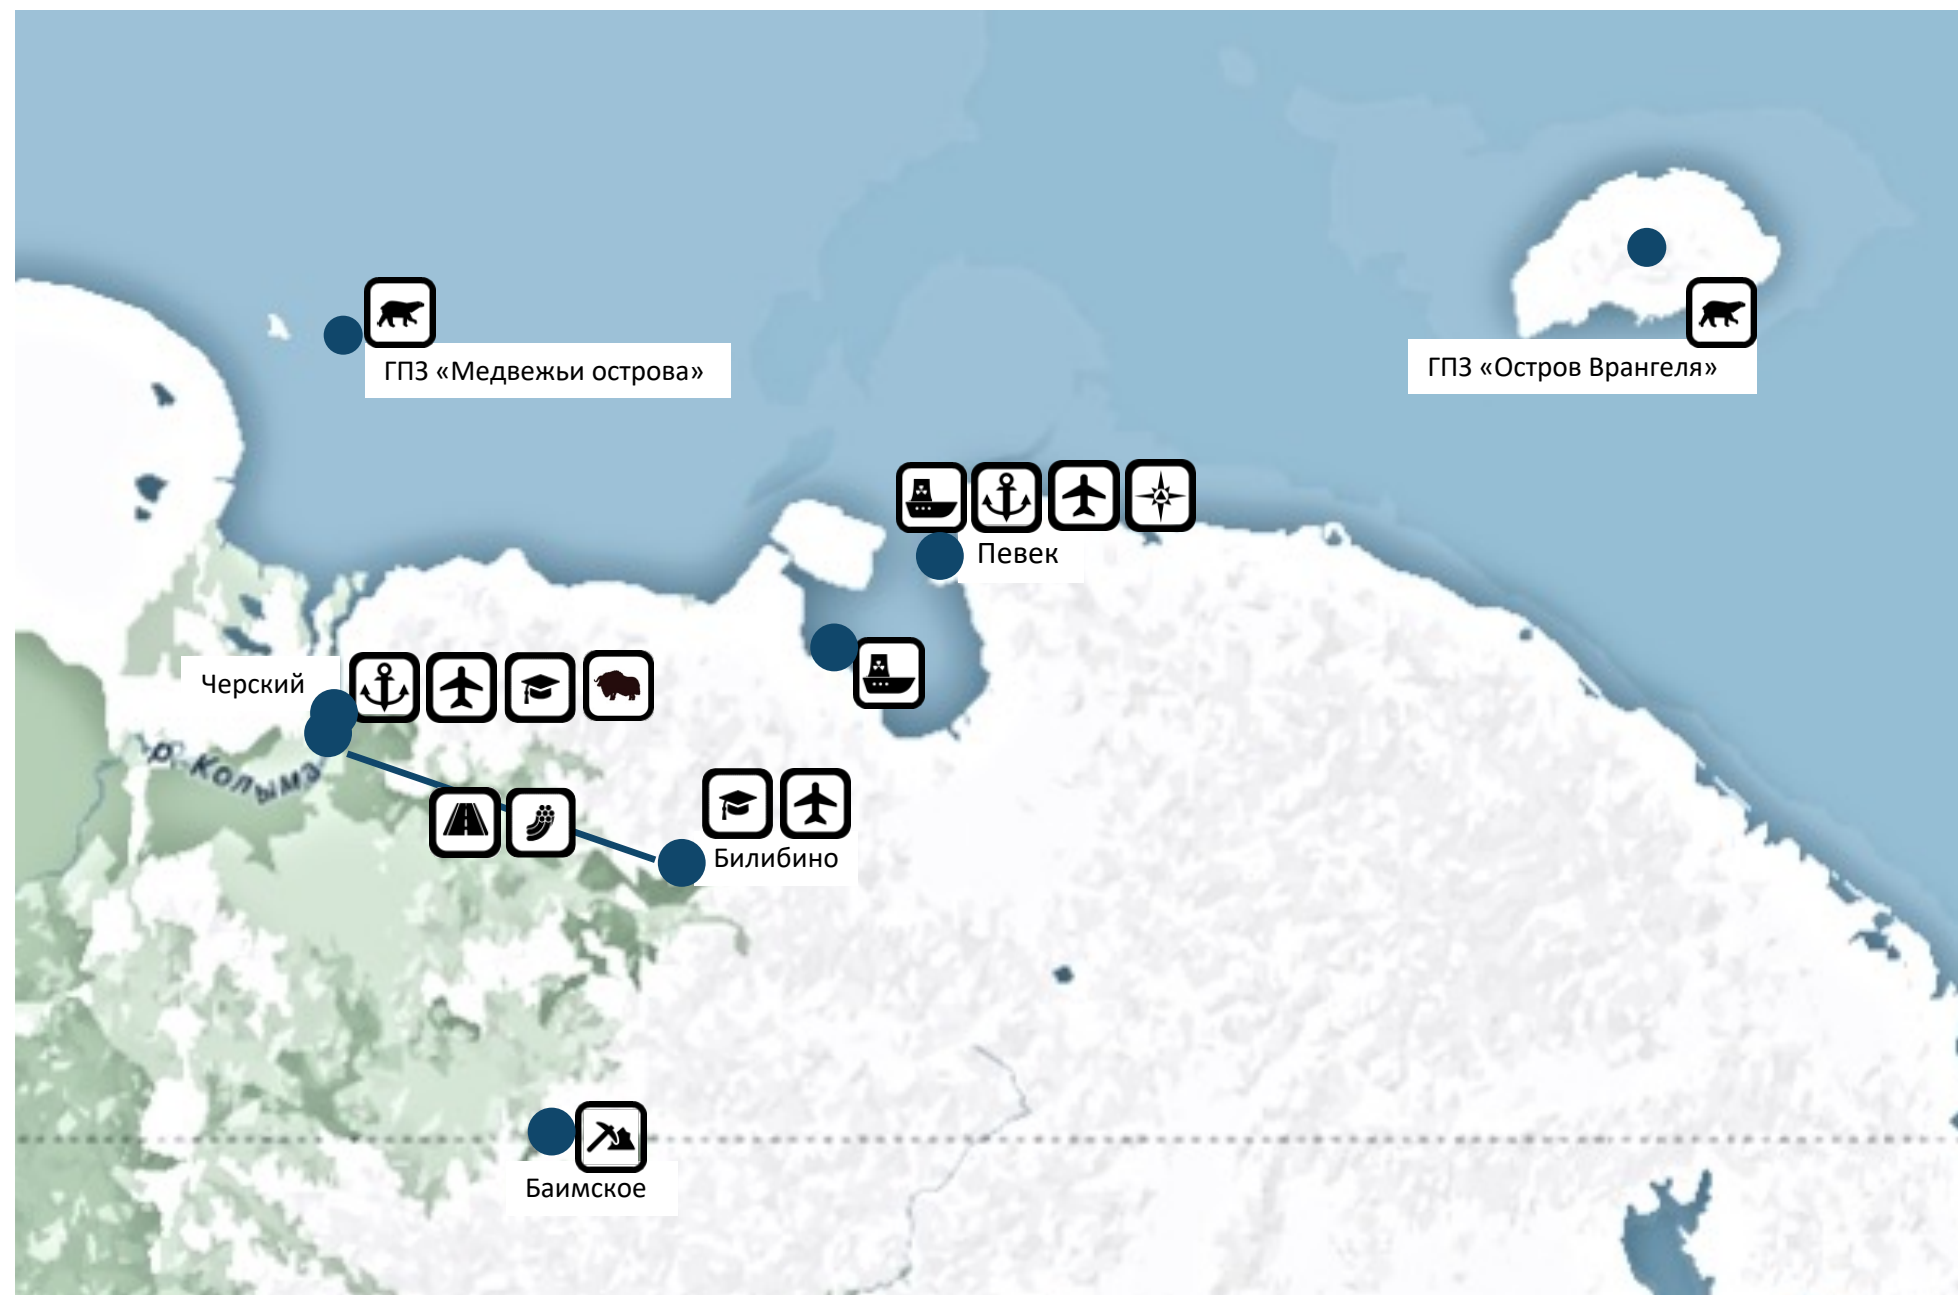 ГПЗ «Медвежьи острова»
ГПЗ «Остров Врангеля»
Певек
Черский
р. Колыма
Билибино
Баимское